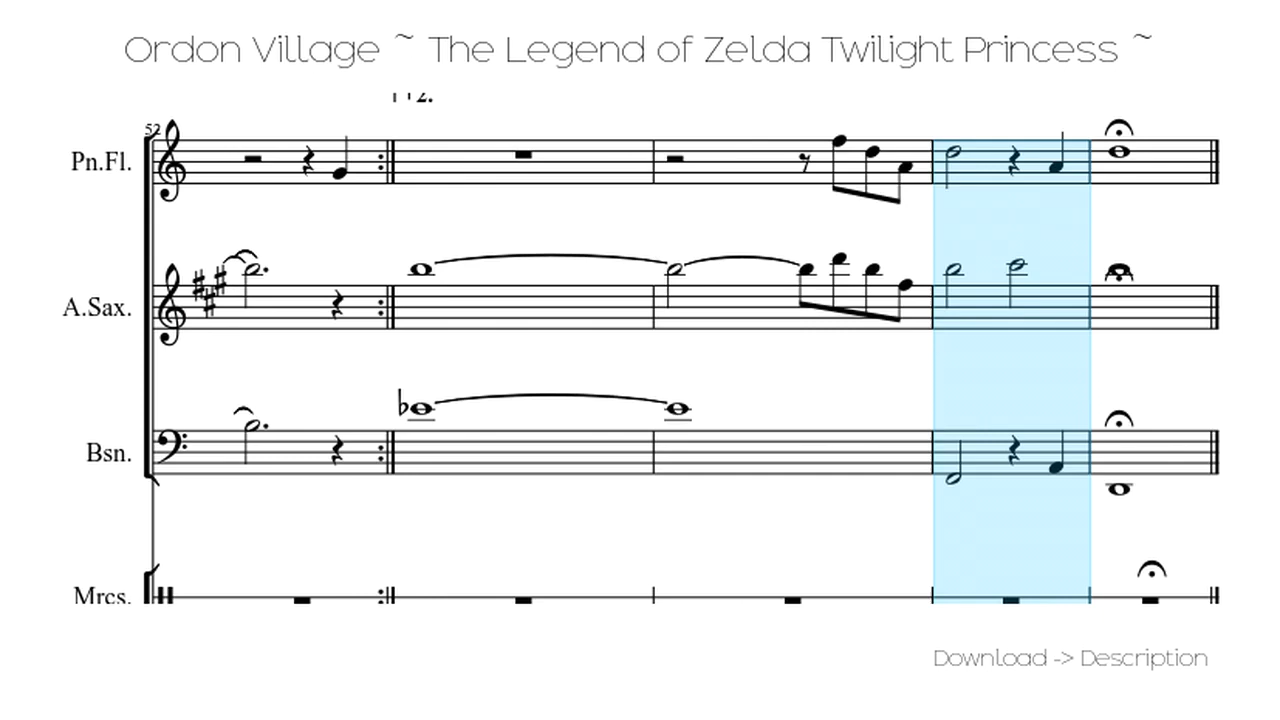 Ordon Village ~ The Legend of Zelda Twilight Princess ~
52
Pn.Fl.
A.Sax.
Bsn.
Mrcs.
Download -> Description